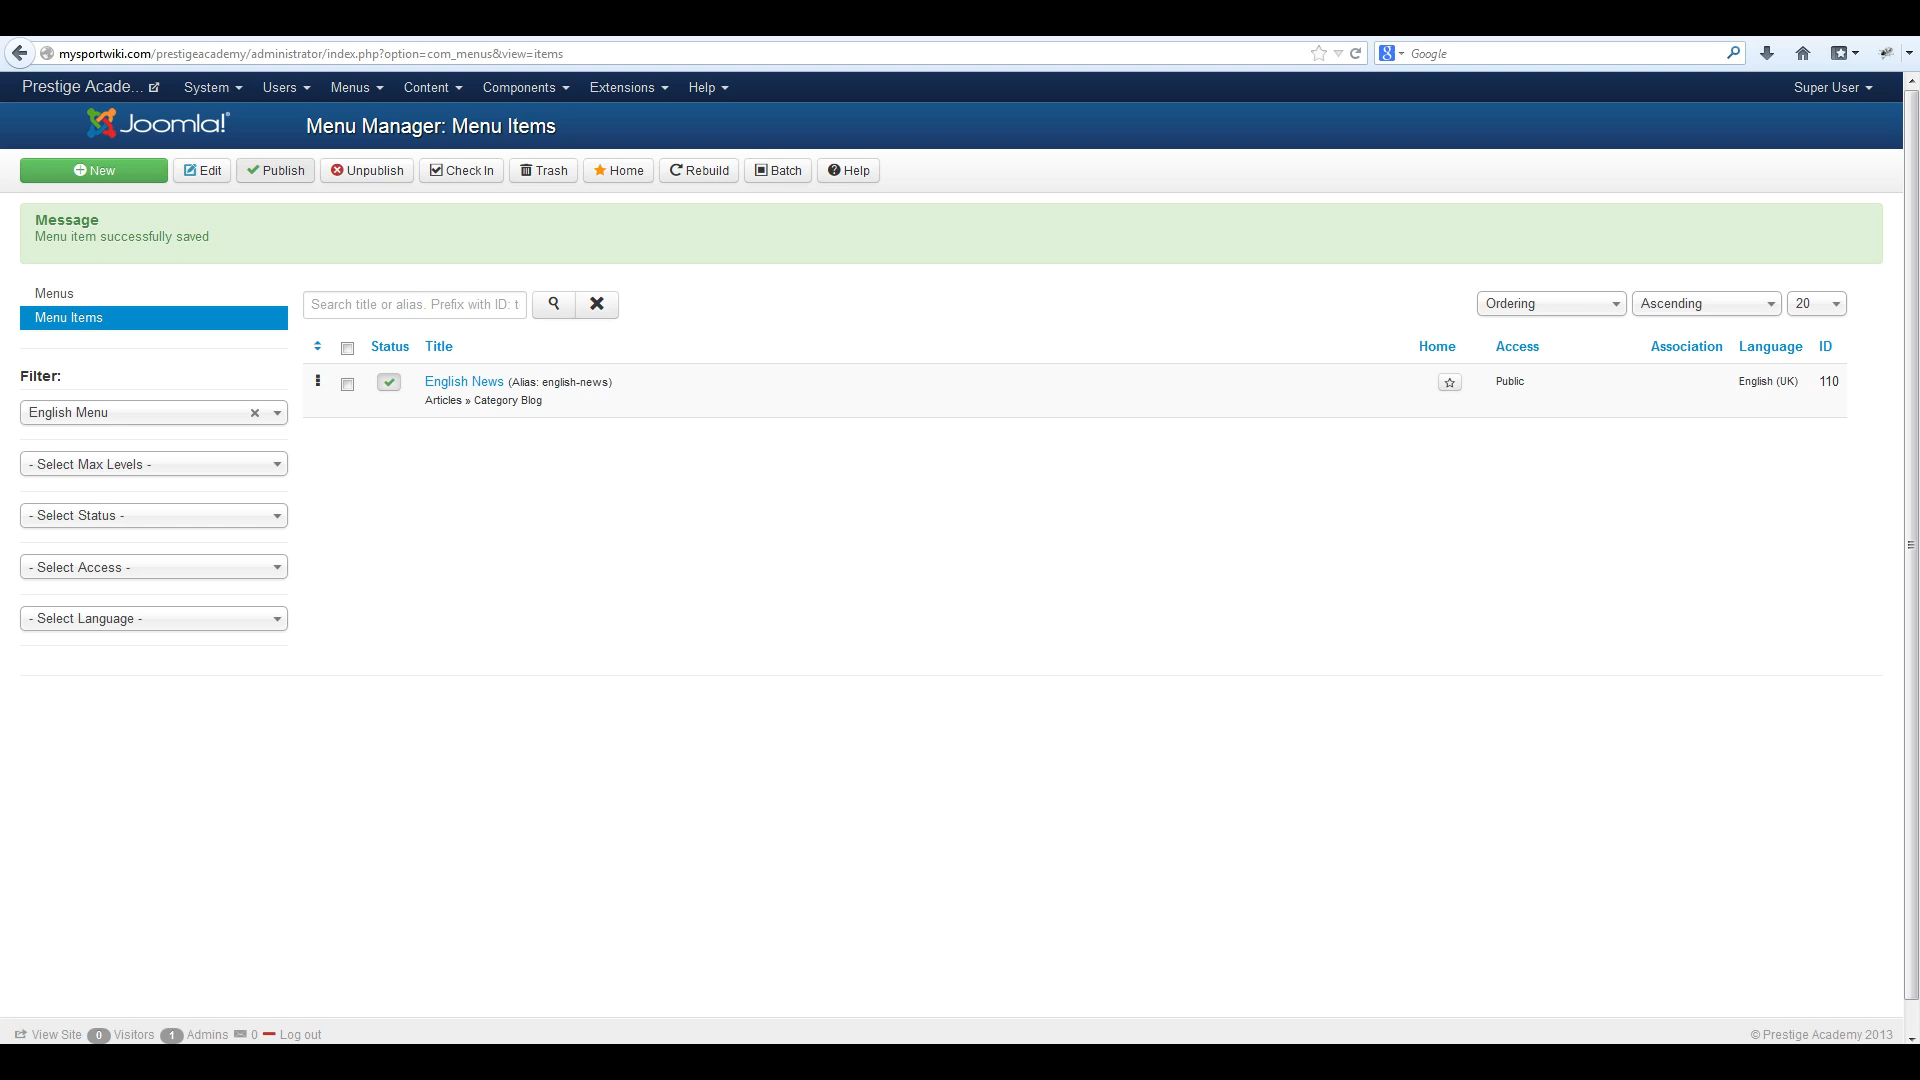 mysportwiki.com/prestigeacademy/administrator/index.php?option=com_menus&view=items
8 Google
Prestige Acade... System Users Menus Content Components Extensions Help Super User
Joomla!® Menu Manager: Menu Items
New Edit Publish Unpublish Check In Trash Home Rebuild Batch Help
Message
Menu item successfully saved
Menus
Menu Items
Search title or alias. Prefix with ID: t
Ordering Ascending 20
Status Title Home Access Association Language ID
Filter:
English News (Alias: english-news) Public English (UK) 110
Articles » Category Blog
English Menu
- Select Max Levels -
- Select Status -
- Select Access -
- Select Language -
View Site 0 Visitors 1 Admins 0 Log out © Prestige Academy 2013